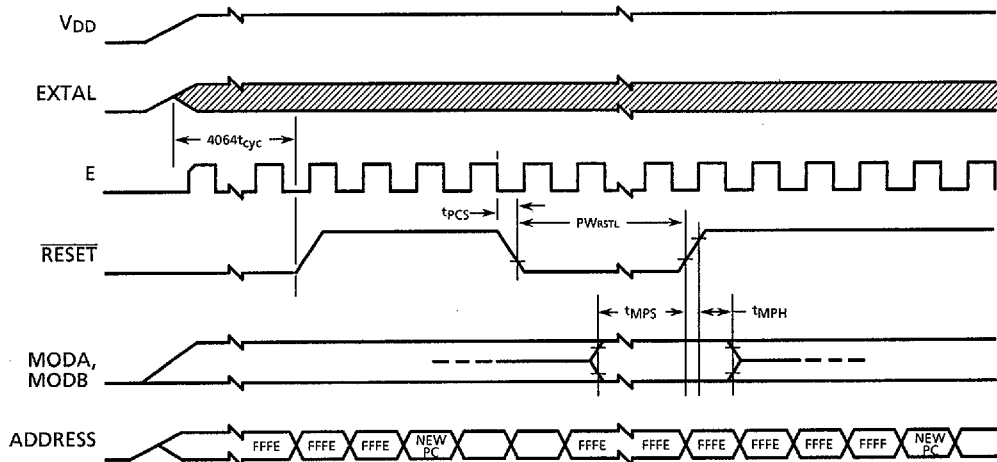 VDD
EXTAL
4064tcyc
E
tPCS
PWRSTL
RESET
tMPS
tMPH
MODA,
MODB
ADDRESS
FFFE FFFE FFFE NEW PC FFFE FFFE FFFE FFFE FFFE FFFF NEW PC